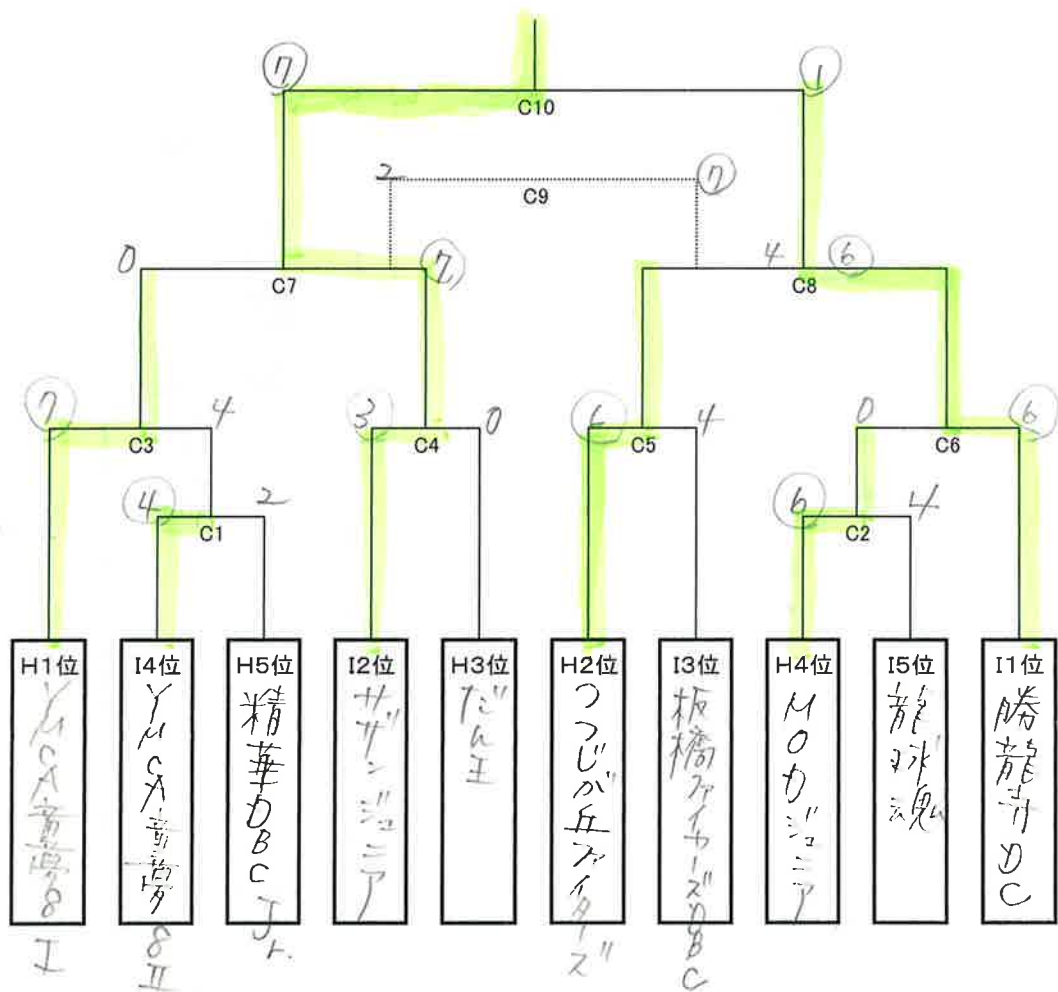 ⑦ ①
C10
2 ⑦
C9
0 ⑦ 4 ⑥
C7 C8
⑦ 4 ③ 0 ⑥ 4 0 ⑥
C3 C4 C5 C6
④ 2 ⑥ 4
C1 C2
H1位 I4位 H5位 I2位 H3位 H2位 I3位 H4位 I5位 I1位
YMCA音夢8 I
YMCA音夢8 II
精華DBC Jr.
サザンジュニア
だん王
つつじが丘ファイターズ
板橋ファイヤーズDBC
MODジュニア
龍球魂
勝龍寺DC